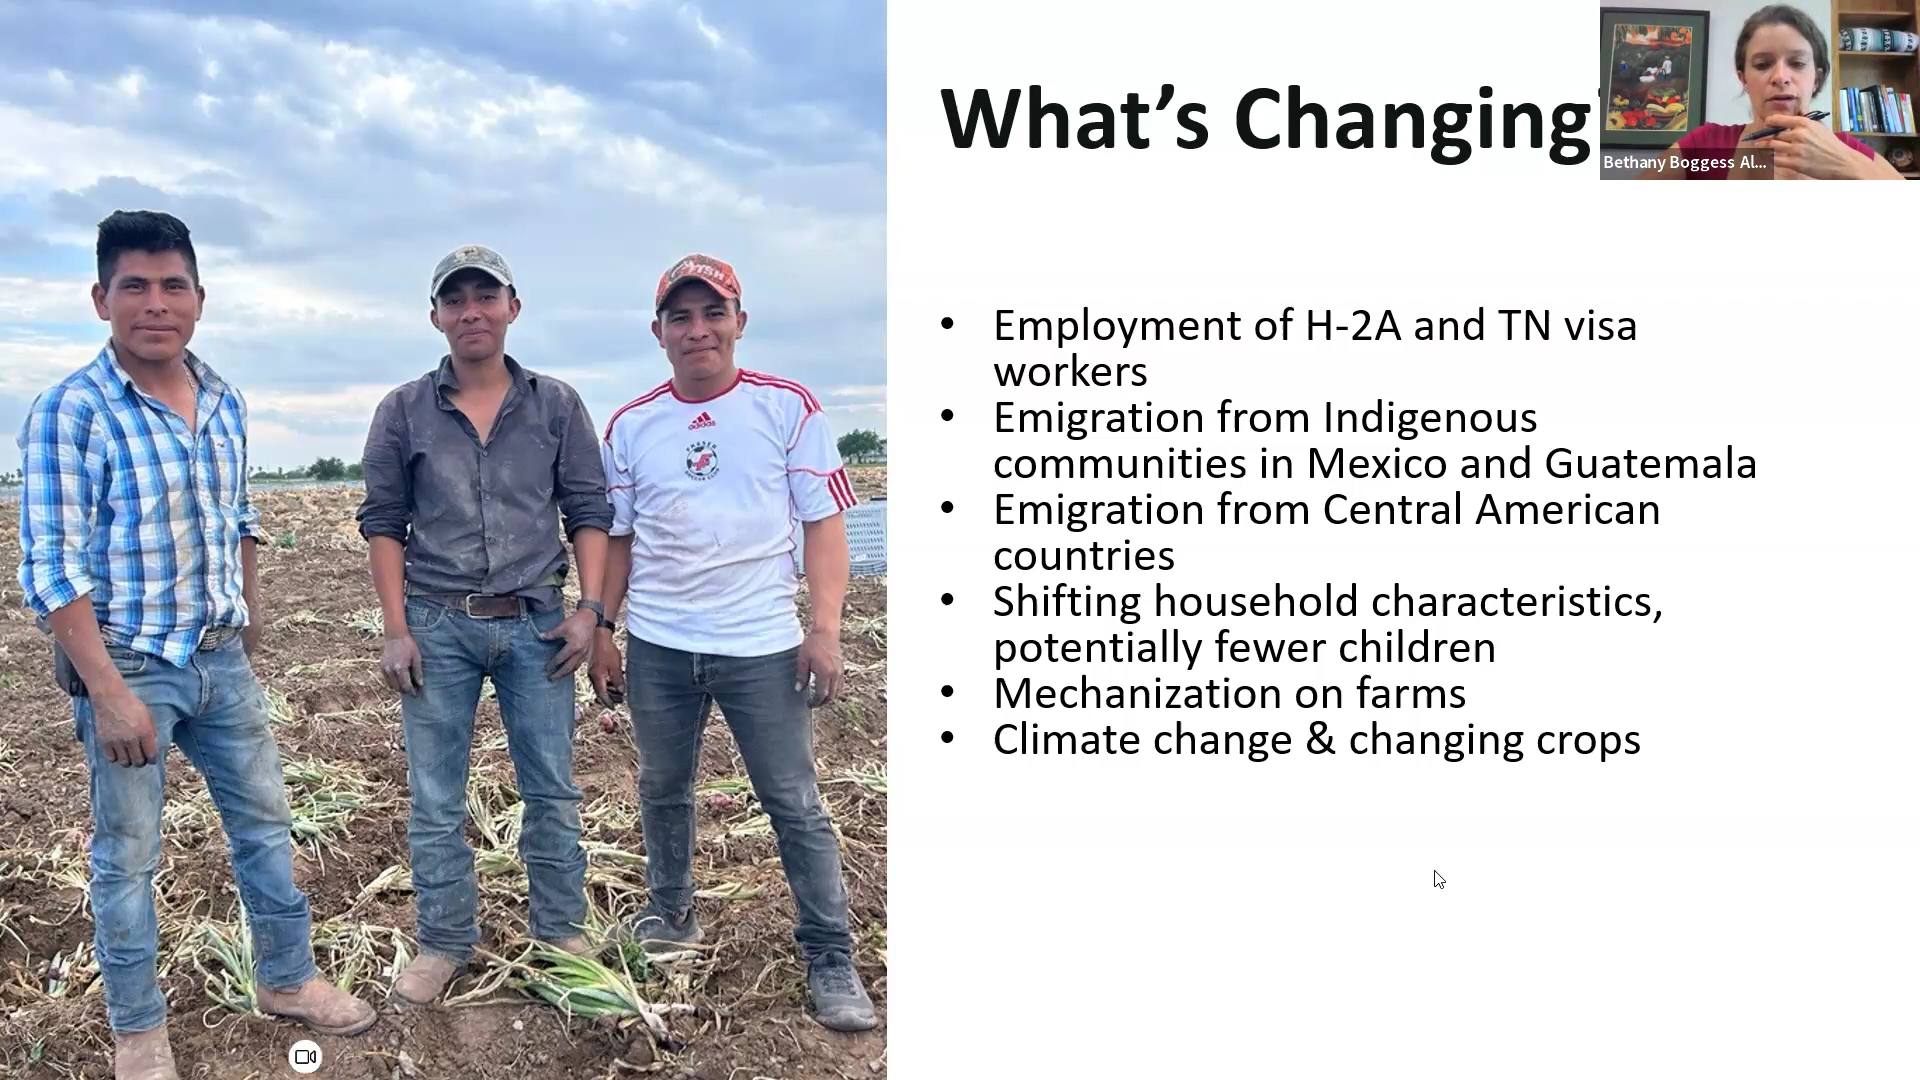 What’s Changing
Bethany Boggess Al...
• Employment of H-2A and TN visa
workers
• Emigration from Indigenous
communities in Mexico and Guatemala
• Emigration from Central American
countries
• Shifting household characteristics,
potentially fewer children
• Mechanization on farms
• Climate change & changing crops
adidas